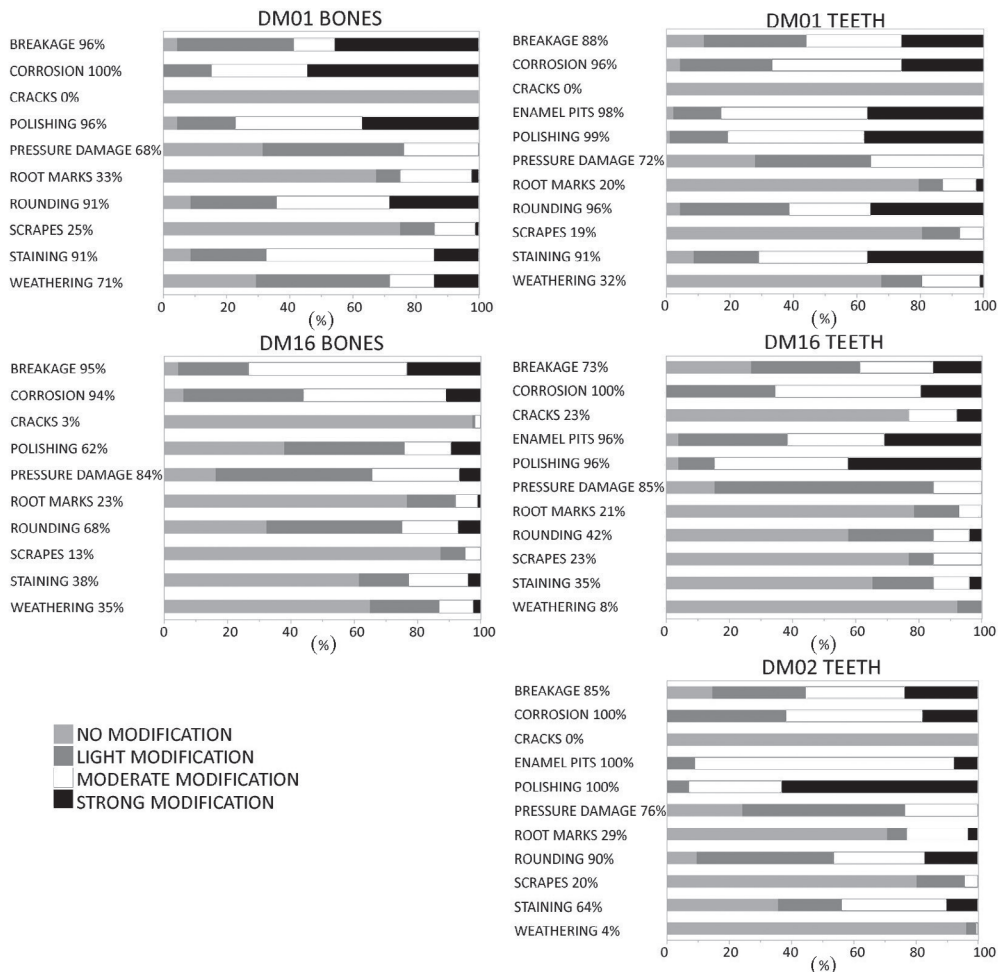 DM01 BONES
BREAKAGE 96%
CORROSION 100%
CRACKS 0%
POLISHING 96%
PRESSURE DAMAGE 68%
ROOT MARKS 33%
ROUNDING 91%
SCRAPES 25%
STAINING 91%
WEATHERING 71%
0 20 40 60 80 100
(%)
DM01 TEETH
BREAKAGE 88%
CORROSION 96%
CRACKS 0%
ENAMEL PITS 98%
POLISHING 99%
PRESSURE DAMAGE 72%
ROOT MARKS 20%
ROUNDING 96%
SCRAPES 19%
STAINING 91%
WEATHERING 32%
0 20 40 60 80 100
(%)
DM16 BONES
BREAKAGE 95%
CORROSION 94%
CRACKS 3%
POLISHING 62%
PRESSURE DAMAGE 84%
ROOT MARKS 23%
ROUNDING 68%
SCRAPES 13%
STAINING 38%
WEATHERING 35%
0 20 40 60 80 100
(%)
DM16 TEETH
BREAKAGE 73%
CORROSION 100%
CRACKS 23%
ENAMEL PITS 96%
POLISHING 96%
PRESSURE DAMAGE 85%
ROOT MARKS 21%
ROUNDING 42%
SCRAPES 23%
STAINING 35%
WEATHERING 8%
0 20 40 60 80 100
(%)
NO MODIFICATION
LIGHT MODIFICATION
MODERATE MODIFICATION
STRONG MODIFICATION
DM02 TEETH
BREAKAGE 85%
CORROSION 100%
CRACKS 0%
ENAMEL PITS 100%
POLISHING 100%
PRESSURE DAMAGE 76%
ROOT MARKS 29%
ROUNDING 90%
SCRAPES 20%
STAINING 64%
WEATHERING 4%
0 20 40 60 80 100
(%)